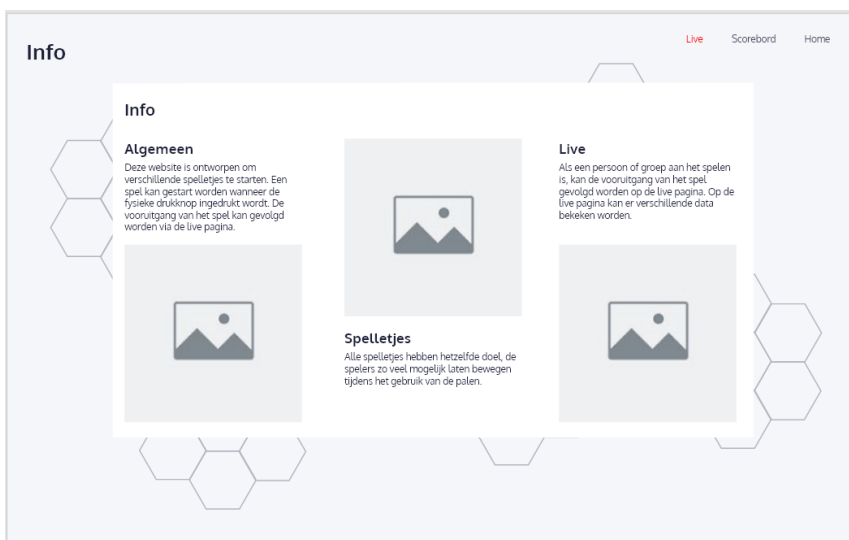 Info
Live
Scorebord
Home
Info
Algemeen
Deze website is ontworpen om
verschillende spelletjes te starten. Een
spel kan gestart worden wanneer de
fysieke drukknop ingedrukt wordt. De
vooruitgang van het spel kan gevolgd
worden via de live pagina.
Spelletjes
Alle spelletjes hebben hetzelfde doel, de
spelers zo veel mogelijk laten bewegen
tijdens het gebruik van de palen.
Live
Als een persoon of groep aan het spelen
is, kan de vooruitgang van het spel
gevolgd worden op de live pagina. Op de
live pagina kan er verschillende data
bekeken worden.